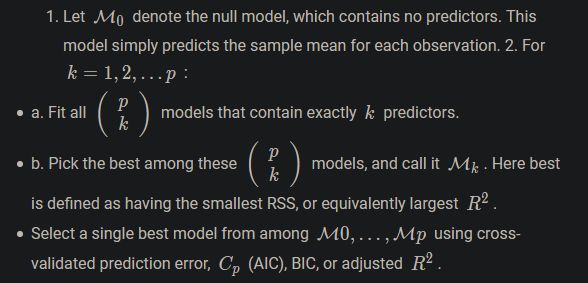 1. Let $\mathcal{M}_0$ denote the null model, which contains no predictors. This
model simply predicts the sample mean for each observation. 2. For
$k = 1, 2, \ldots p$ :
• a. Fit all $\binom{p}{k}$ models that contain exactly $k$ predictors.
• b. Pick the best among these $\binom{p}{k}$ models, and call it $\mathcal{M}_k$ . Here best
is defined as having the smallest RSS, or equivalently largest $R^2$ .
• Select a single best model from among $\mathcal{M}0, \ldots, \mathcal{M}p$ using cross-
validated prediction error, $C_p$ (AIC), BIC, or adjusted $R^2$ .